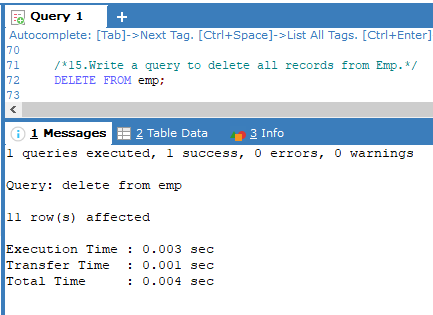 Query 1
+
Autocomplete: [Tab]->Next Tag. [Ctrl+Space]->List All Tags. [Ctrl+Enter]
70
71 /*15.Write a query to delete all records from Emp.*/
72 DELETE FROM emp;
73
1 Messages 2 Table Data 3 Info
1 queries executed, 1 success, 0 errors, 0 warnings
Query: delete from emp
11 row(s) affected
Execution Time : 0.003 sec
Transfer Time : 0.001 sec
Total Time : 0.004 sec